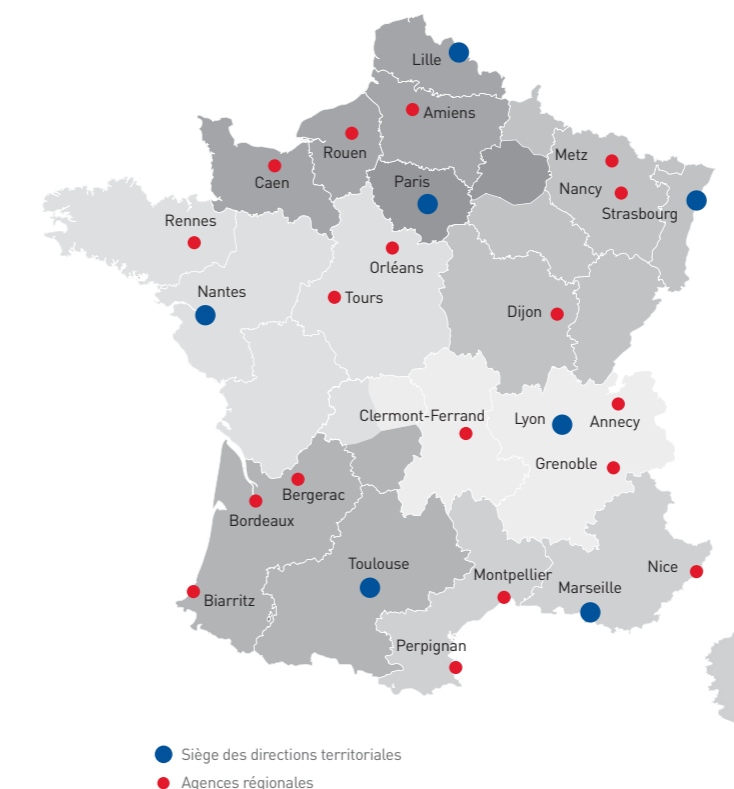 Lille
Amiens
Rouen
Metz
Caen
Paris
Nancy
Strasbourg
Rennes
Orléans
Nantes
Tours
Dijon
Clermont-Ferrand
Lyon
Annecy
Grenoble
Bergerac
Bordeaux
Toulouse
Nice
Montpellier
Marseille
Biarritz
Perpignan
Siège des directions territoriales
Agences régionales